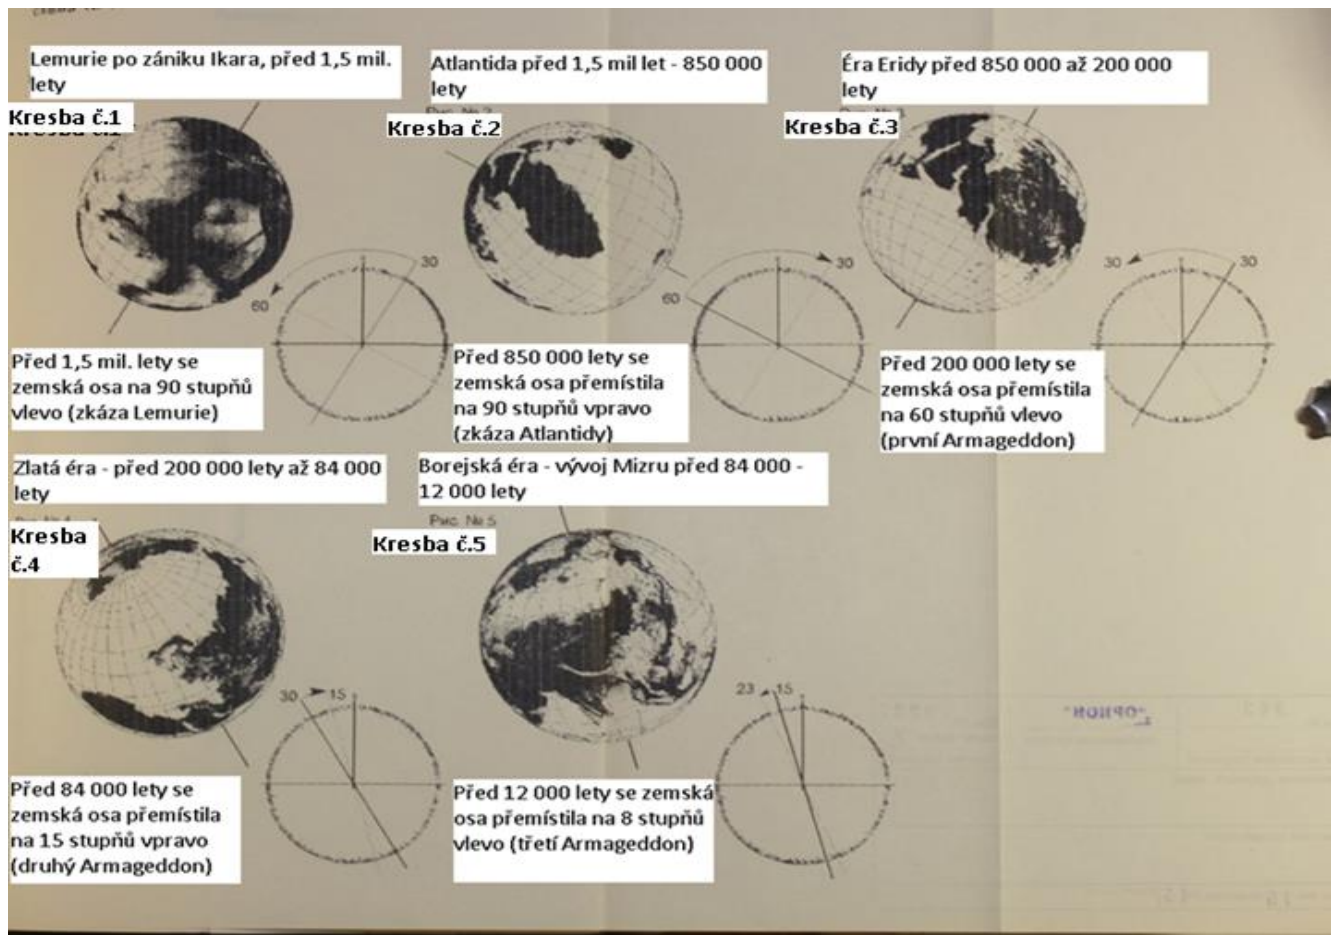 Lemurie po zániku Ikara, před 1,5 mil.
lety
Kresba č.1
Atlantida před 1,5 mil let - 850 000
lety
Kresba č.2
Éra Eridy před 850 000 až 200 000
lety
Kresba č.3
30
60
30
60
30
30
Před 1,5 mil. lety se
zemská osa na 90 stupňů
vlevo (zkáza Lemurie)
Před 850 000 lety se
zemská osa přemístila
na 90 stupňů vpravo
(zkáza Atlantidy)
Před 200 000 lety se
zemská osa přemístila
na 60 stupňů vlevo
(první Armageddon)
Zlatá éra - před 200 000 lety až 84 000
lety
Kresba
č.4
Borejská éra - vývoj Mizru před 84 000 -
12 000 lety
Рис. № 5
Kresba č.5
30
15
23
15
Před 84 000 lety se
zemská osa přemístila
na 15 stupňů vpravo
(druhý Armageddon)
Před 12 000 lety se zemská
osa přemístila na 8 stupňů
vlevo (třetí Armageddon)
"ОРИОН"